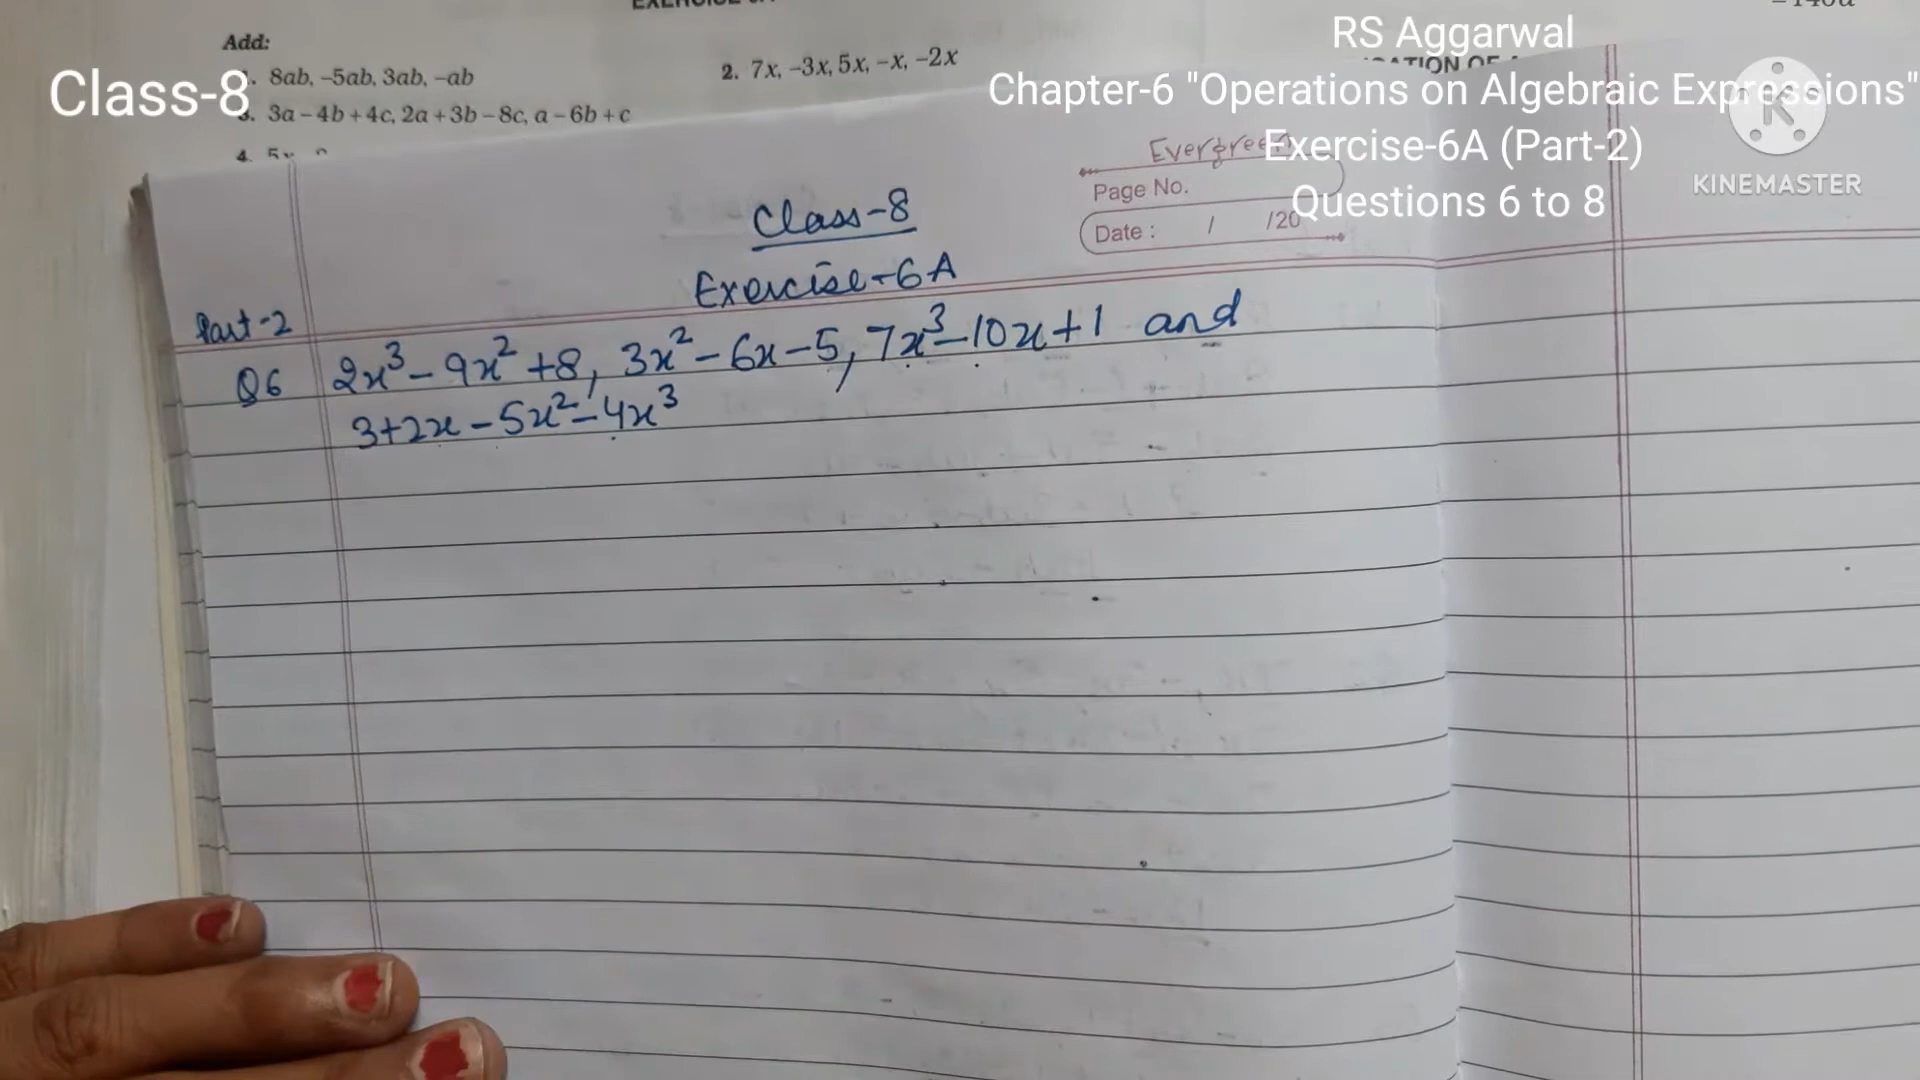 Add:
8ab, –5ab, 3ab, –ab
2. 7x, –3x, 5x, –x, –2x
3a – 4b + 4c, 2a + 3b – 8c, a – 6b + c
Class-8
RS Aggarwal
Chapter-6 "Operations on Algebraic Expressions"
Exercise-6A (Part-2)
Questions 6 to 8
K
KINEMASTER
Evergreen
Page No.
Date : / /20
Class-8
Exercise-6A
Part-2
Q6 2x³ – 9x² + 8, 3x² – 6x – 5, 7x³ – 10x + 1 and
3 + 2x – 5x² – 4x³